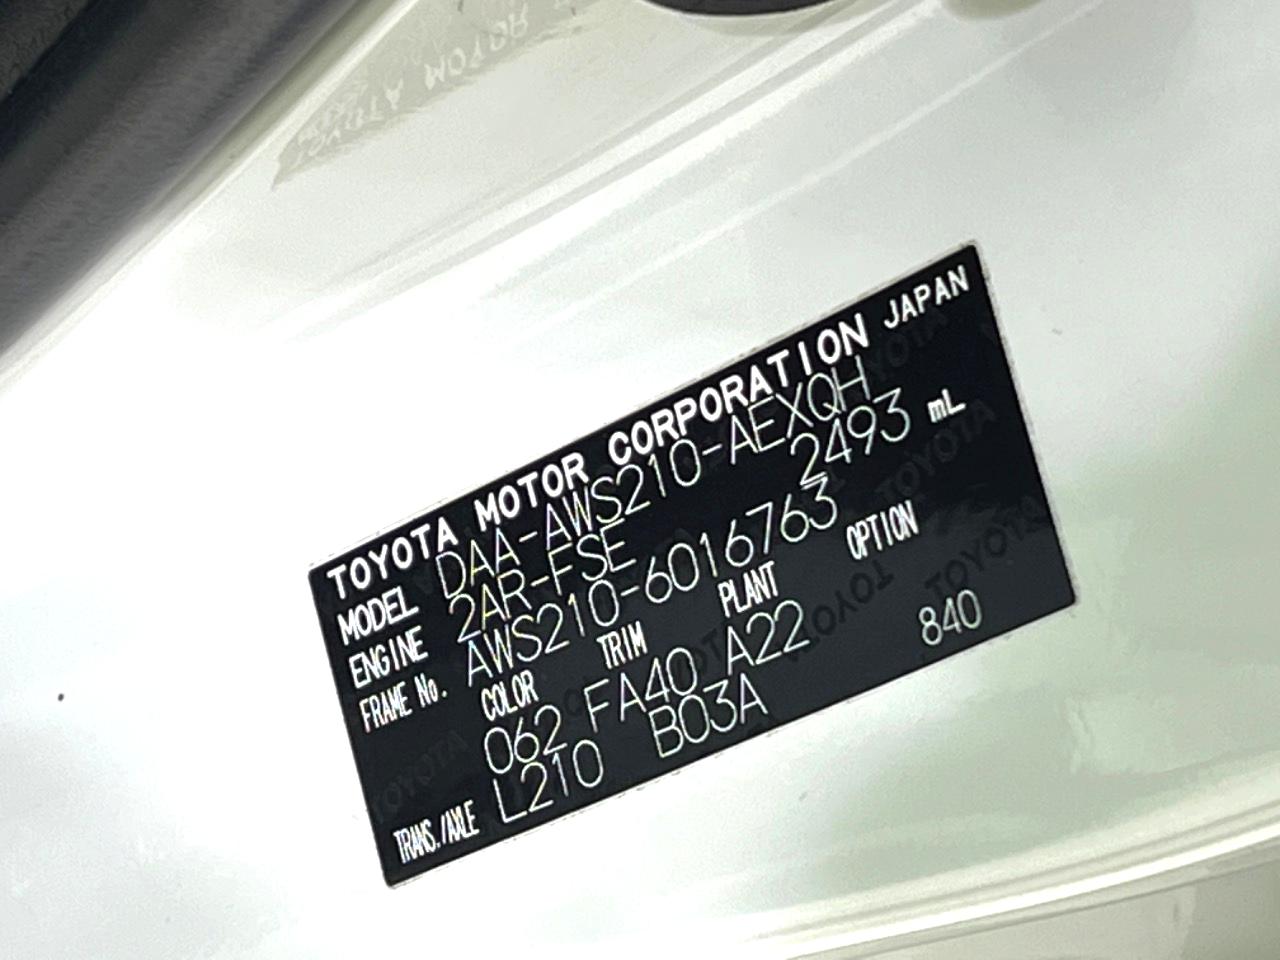 TOYOTA MOTOR CORPORATION JAPAN
MODEL DAA-AWS210-AEXQH
ENGINE 2AR-FSE 2493 mL
FRAME No. AWS210-6016763
COLOR TRIM PLANT OPTION
062 FA40 A22 840
TRANS./AXLE L210 B03A